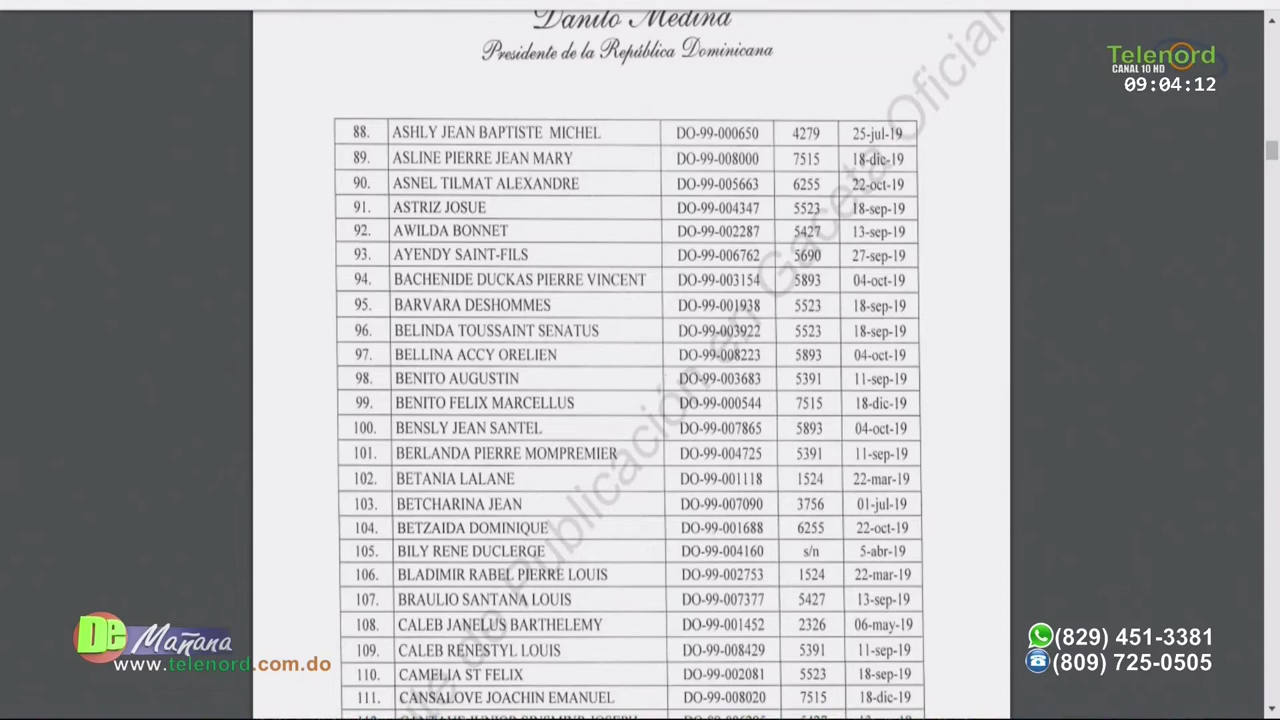 Danilo Medina
Presidente de la República Dominicana
Telenord
CANAL 10 HD
09:04:12
88. ASHLY JEAN BAPTISTE MICHEL DO-99-000650 4279 25-jul-19
89. ASLINE PIERRE JEAN MARY DO-99-008000 7515 18-dic-19
90. ASNEL TILMAT ALEXANDRE DO-99-005663 6255 22-oct-19
91. ASTRIZ JOSUE DO-99-004347 5523 18-sep-19
92. AWILDA BONNET DO-99-002287 5427 13-sep-19
93. AYENDY SAINT-FILS DO-99-006762 5690 27-sep-19
94. BACHENIDE DUCKAS PIERRE VINCENT DO-99-003154 5893 04-oct-19
95. BARVARA DESHOMMES DO-99-001938 5523 18-sep-19
96. BELINDA TOUSSAINT SENATUS DO-99-003922 5523 18-sep-19
97. BELLINA ACCY ORELIEN DO-99-008223 5893 04-oct-19
98. BENITO AUGUSTIN DO-99-003683 5391 11-sep-19
99. BENITO FELIX MARCELLUS DO-99-000544 7515 18-dic-19
100. BENSLY JEAN SANTEL DO-99-007865 5893 04-oct-19
101. BERLANDA PIERRE MOMPREMIER DO-99-004725 5391 11-sep-19
102. BETANIA LALANE DO-99-001118 1524 22-mar-19
103. BETCHARINA JEAN DO-99-007090 3756 01-jul-19
104. BETZAIDA DOMINIQUE DO-99-001688 6255 22-oct-19
105. BILY RENE DUCLERGE DO-99-004160 s/n 5-abr-19
106. BLADIMIR RABEL PIERRE LOUIS DO-99-002753 1524 22-mar-19
107. BRAULIO SANTANA LOUIS DO-99-007377 5427 13-sep-19
108. CALEB JANELUS BARTHELEMY DO-99-001452 2326 06-may-19
109. CALEB RENESTYL LOUIS DO-99-008429 5391 11-sep-19
110. CAMELIA ST FELIX DO-99-002081 5523 18-sep-19
111. CANSALOVE JOACHIN EMANUEL DO-99-008020 7515 18-dic-19
Publicación en Gaceta Oficial
De Mañana
www.telenord.com.do
(829) 451-3381
(809) 725-0505